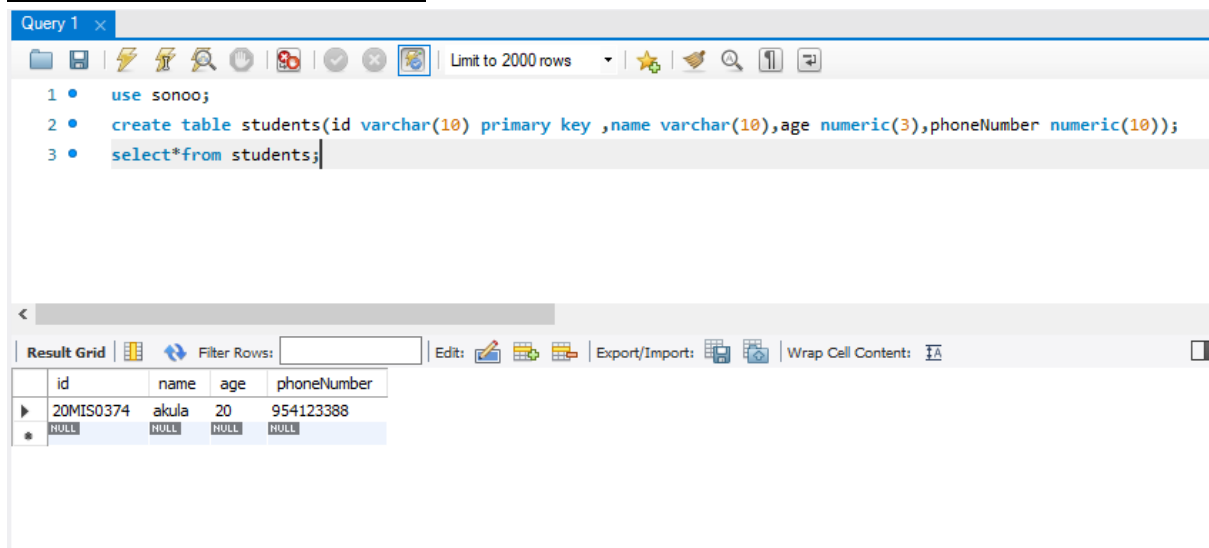 Query 1
Limit to 2000 rows
1 use sonoo;
2 create table students(id varchar(10) primary key ,name varchar(10),age numeric(3),phoneNumber numeric(10));
3 select*from students;
Result Grid Filter Rows: Edit: Export/Import: Wrap Cell Content:
id name age phoneNumber
20MIS0374 akula 20 954123388
NULL NULL NULL NULL